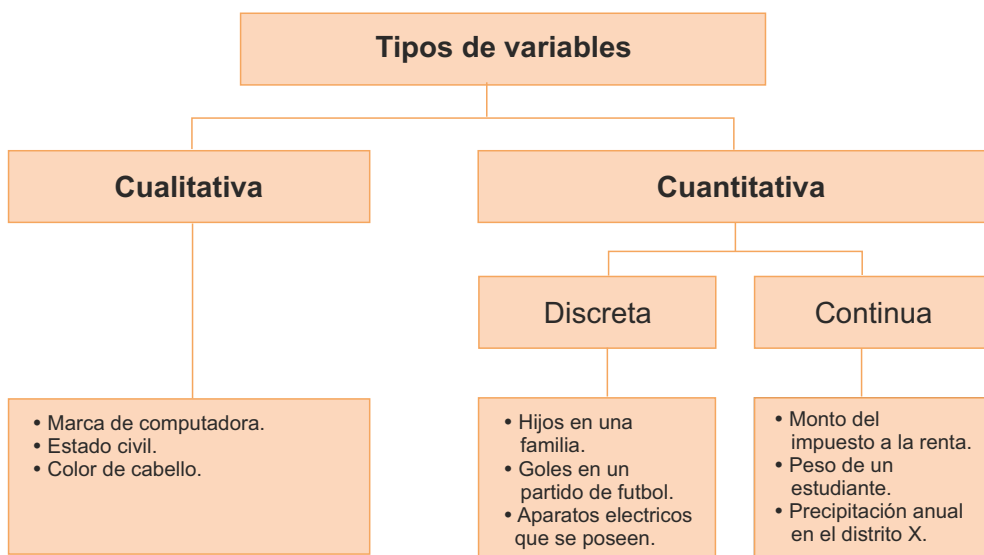 Tipos de variables
Cualitativa
Cuantitativa
Discreta
Continua
• Marca de computadora.
• Estado civil.
• Color de cabello.
• Hijos en una
familia.
• Goles en un
partido de futbol.
• Aparatos electricos
que se poseen.
• Monto del
impuesto a la renta.
• Peso de un
estudiante.
• Precipitación anual
en el distrito X.